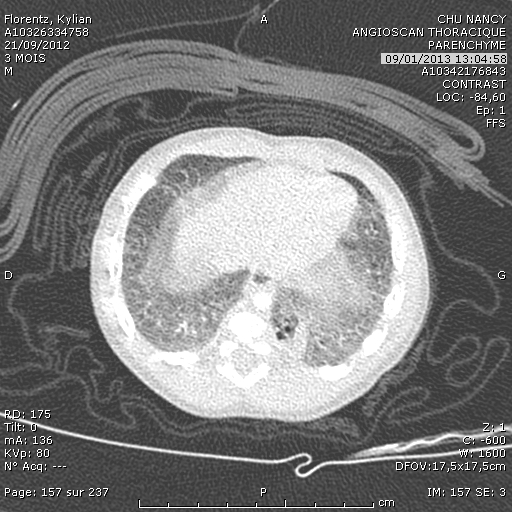 Florentz, Kylian
A10326334758
21/09/2012
3 MOIS
M
A
CHU NANCY
ANGIOSCAN THORACIQUE
PARENCHYME
09/01/2013 13:04:58
A10342176843
CONTRAST
LOC: -84,60
Ep: 1
FFS
D
G
RD: 175
Tilt: 0
mA: 136
KVp: 80
N° Acq: ---
Page: 157 sur 237
P
cm
Z: 1
C: -600
W: 1600
DFOV:17,5x17,5cm
IM: 157 SE: 3